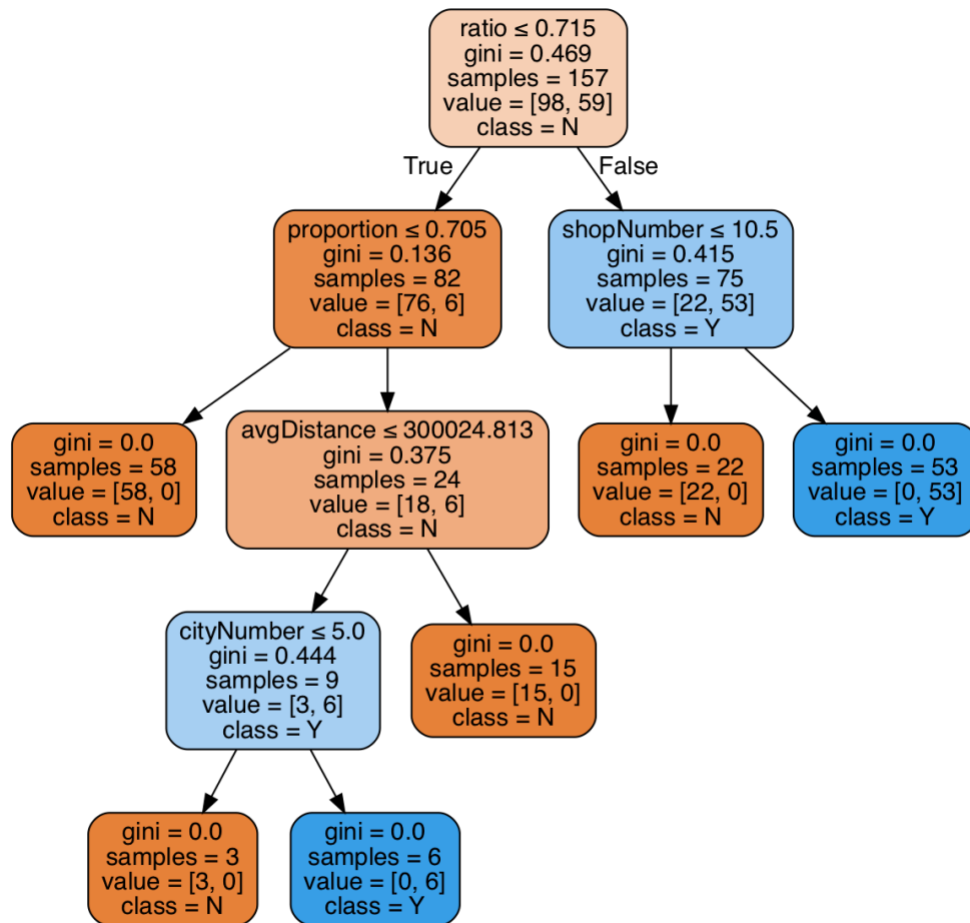 ratio ≤ 0.715
gini = 0.469
samples = 157
value = [98, 59]
class = N
True
False
proportion ≤ 0.705
gini = 0.136
samples = 82
value = [76, 6]
class = N
shopNumber ≤ 10.5
gini = 0.415
samples = 75
value = [22, 53]
class = Y
gini = 0.0
samples = 58
value = [58, 0]
class = N
avgDistance ≤ 300024.813
gini = 0.375
samples = 24
value = [18, 6]
class = N
gini = 0.0
samples = 22
value = [22, 0]
class = N
gini = 0.0
samples = 53
value = [0, 53]
class = Y
cityNumber ≤ 5.0
gini = 0.444
samples = 9
value = [3, 6]
class = Y
gini = 0.0
samples = 15
value = [15, 0]
class = N
gini = 0.0
samples = 3
value = [3, 0]
class = N
gini = 0.0
samples = 6
value = [0, 6]
class = Y